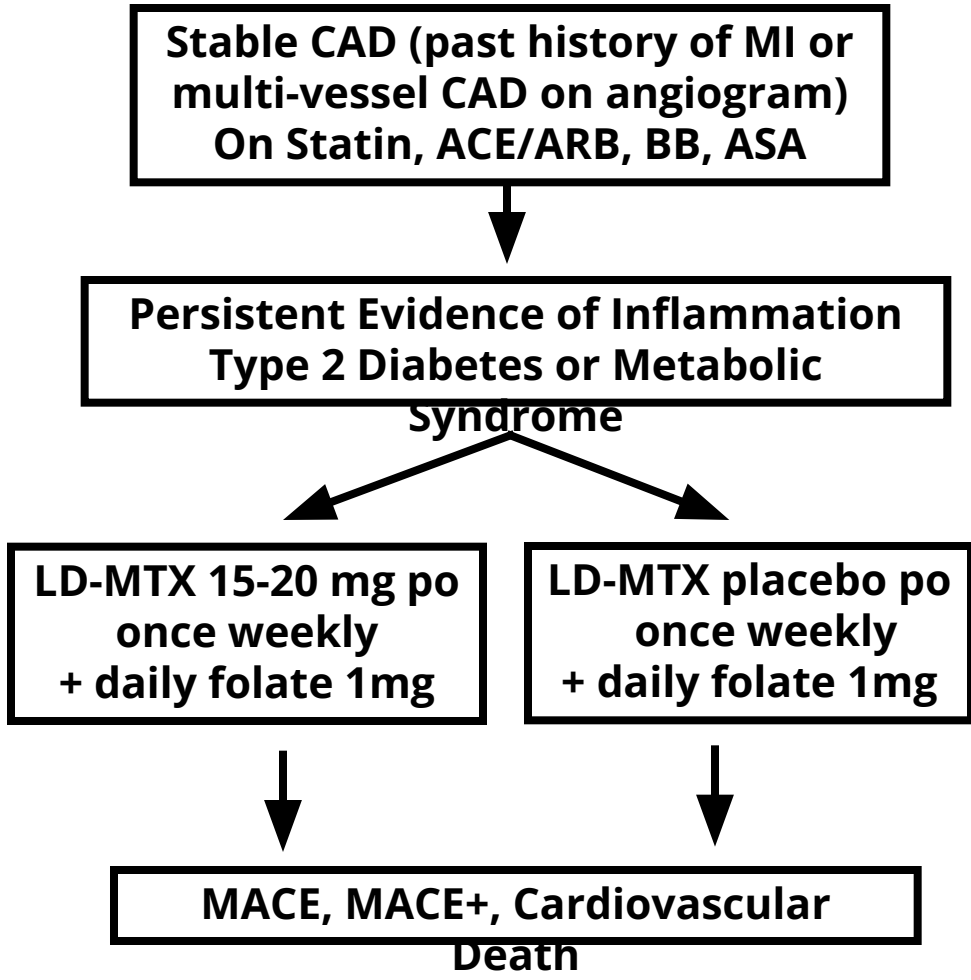 Stable CAD (past history of MI or
multi-vessel CAD on angiogram)
On Statin, ACE/ARB, BB, ASA
Persistent Evidence of Inflammation
Type 2 Diabetes or Metabolic
Syndrome
LD-MTX 15-20 mg po
once weekly
+ daily folate 1mg
LD-MTX placebo po
once weekly
+ daily folate 1mg
MACE, MACE+, Cardiovascular
Death